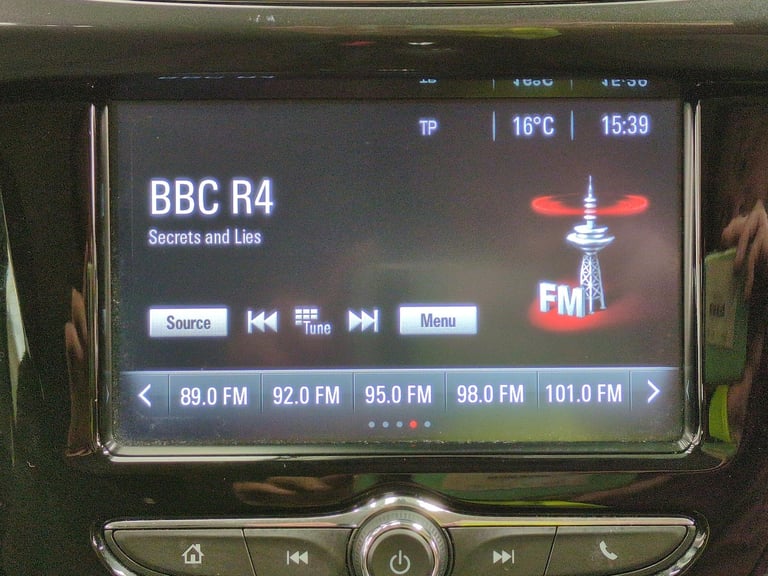 TP 16°C 15:39
BBC R4
Secrets and Lies
FM
Source Tune Menu
89.0 FM 92.0 FM 95.0 FM 98.0 FM 101.0 FM